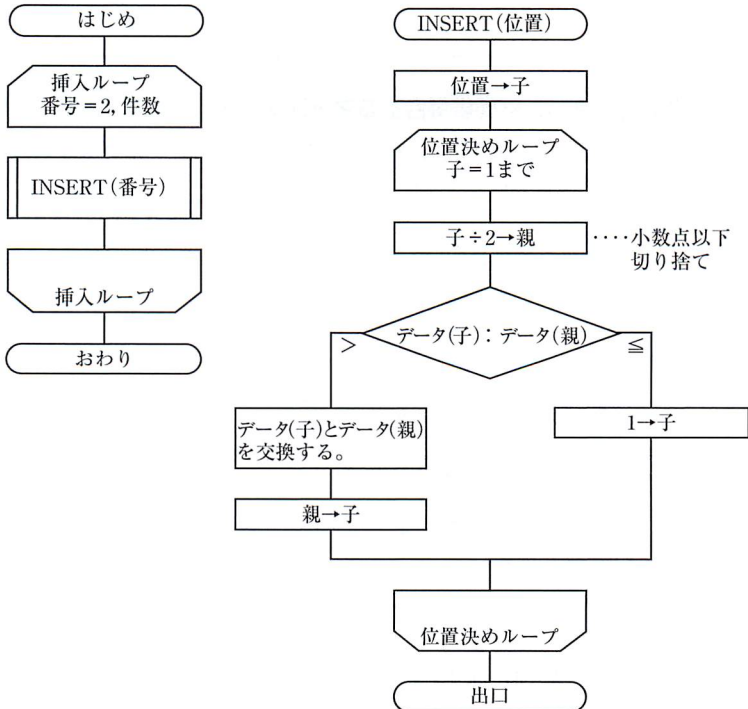 はじめ
挿入ループ
番号=2, 件数
INSERT(番号)
挿入ループ
おわり
INSERT(位置)
位置→子
位置決めループ
子=1まで
子÷2→親
････小数点以下
切り捨て
データ(子)：データ(親)
>
≦
データ(子)とデータ(親)
を交換する。
親→子
1→子
位置決めループ
出口